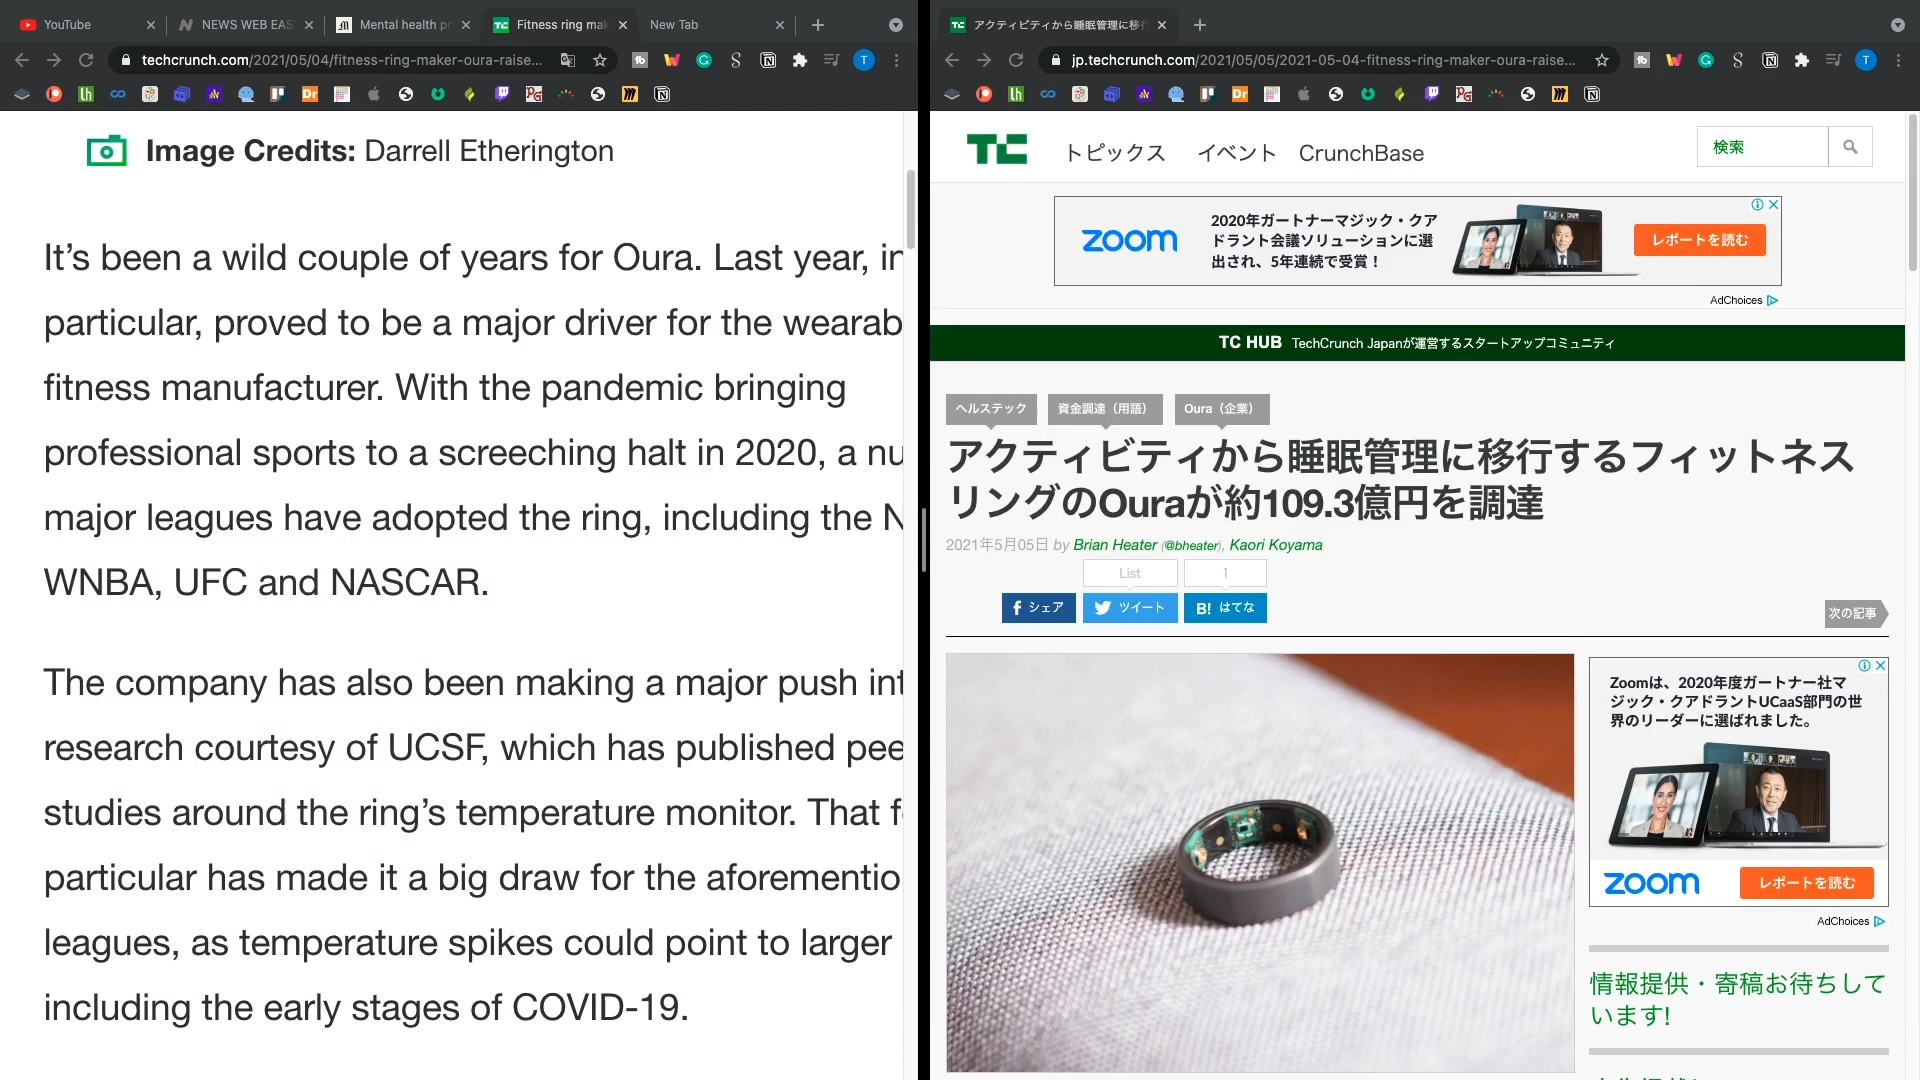 YouTube
NEWS WEB EAS
Mental health pr
Fitness ring mak
New Tab
techcrunch.com/2021/05/04/fitness-ring-maker-oura-raise...
T
Image Credits: Darrell Etherington
It's been a wild couple of years for Oura. Last year, in
particular, proved to be a major driver for the wearab
fitness manufacturer. With the pandemic bringing
professional sports to a screeching halt in 2020, a nu
major leagues have adopted the ring, including the N
WNBA, UFC and NASCAR.
The company has also been making a major push int
research courtesy of UCSF, which has published pee
studies around the ring's temperature monitor. That f
particular has made it a big draw for the aforementio
leagues, as temperature spikes could point to larger
including the early stages of COVID-19.
アクティビティから睡眠管理に移行
jp.techcrunch.com/2021/05/05/2021-05-04-fitness-ring-maker-oura-raise...
T
TC
トピックス
イベント
CrunchBase
検索
zoom
2020年ガートナーマジック・クア
ドラント会議ソリューションに選
出され、5年連続で受賞！
レポートを読む
AdChoices
TC HUB TechCrunch Japanが運営するスタートアップコミュニティ
ヘルステック
資金調達（用語）
Oura（企業）
アクティビティから睡眠管理に移行するフィットネス
リングのOuraが約109.3億円を調達
2021年5月05日 by Brian Heater (@bheater), Kaori Koyama
List
1
シェア
ツイート
B! はてな
次の記事
Zoomは、2020年度ガートナー社マ
ジック・クアドラントUCaaS部門の世
界のリーダーに選ばれました。
zoom
レポートを読む
AdChoices
情報提供・寄稿お待ちして
います!